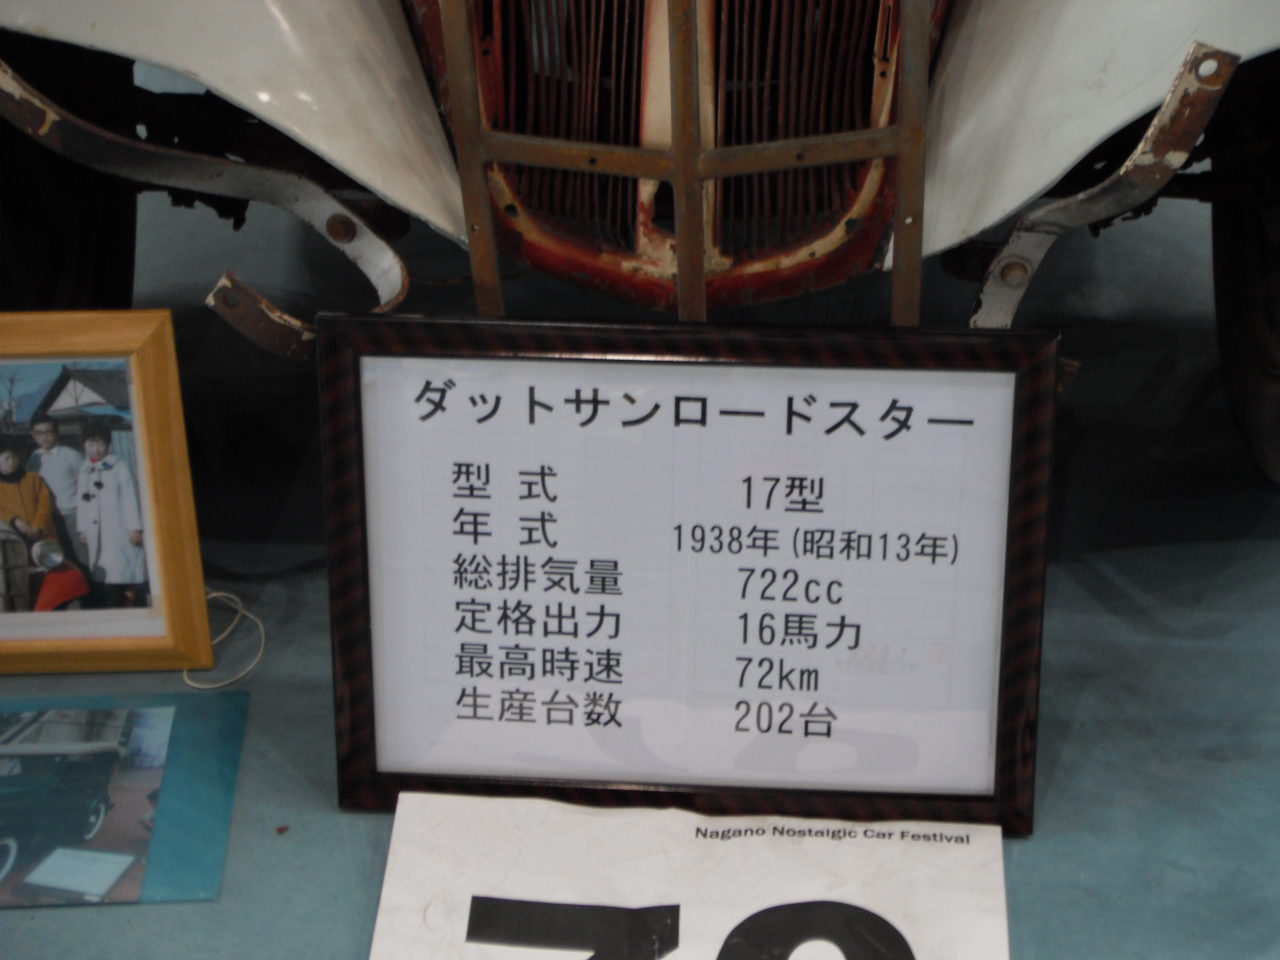 ダットサンロードスター
型 式 17型
年 式 1938年(昭和13年)
総排気量 722cc
定格出力 16馬力
最高時速 72km
生産台数 202台
Nagano Nostalgic Car Festival